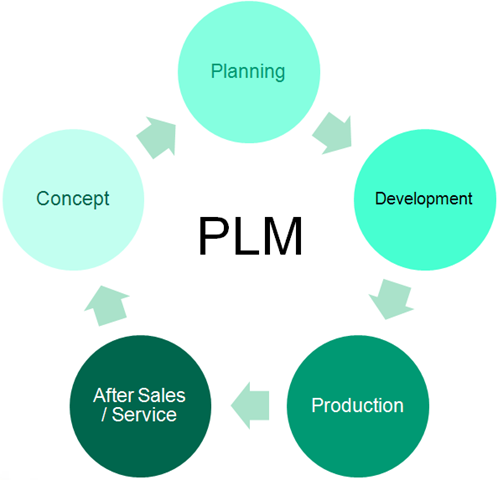 Planning
Development
Production
After Sales
/ Service
Concept
PLM